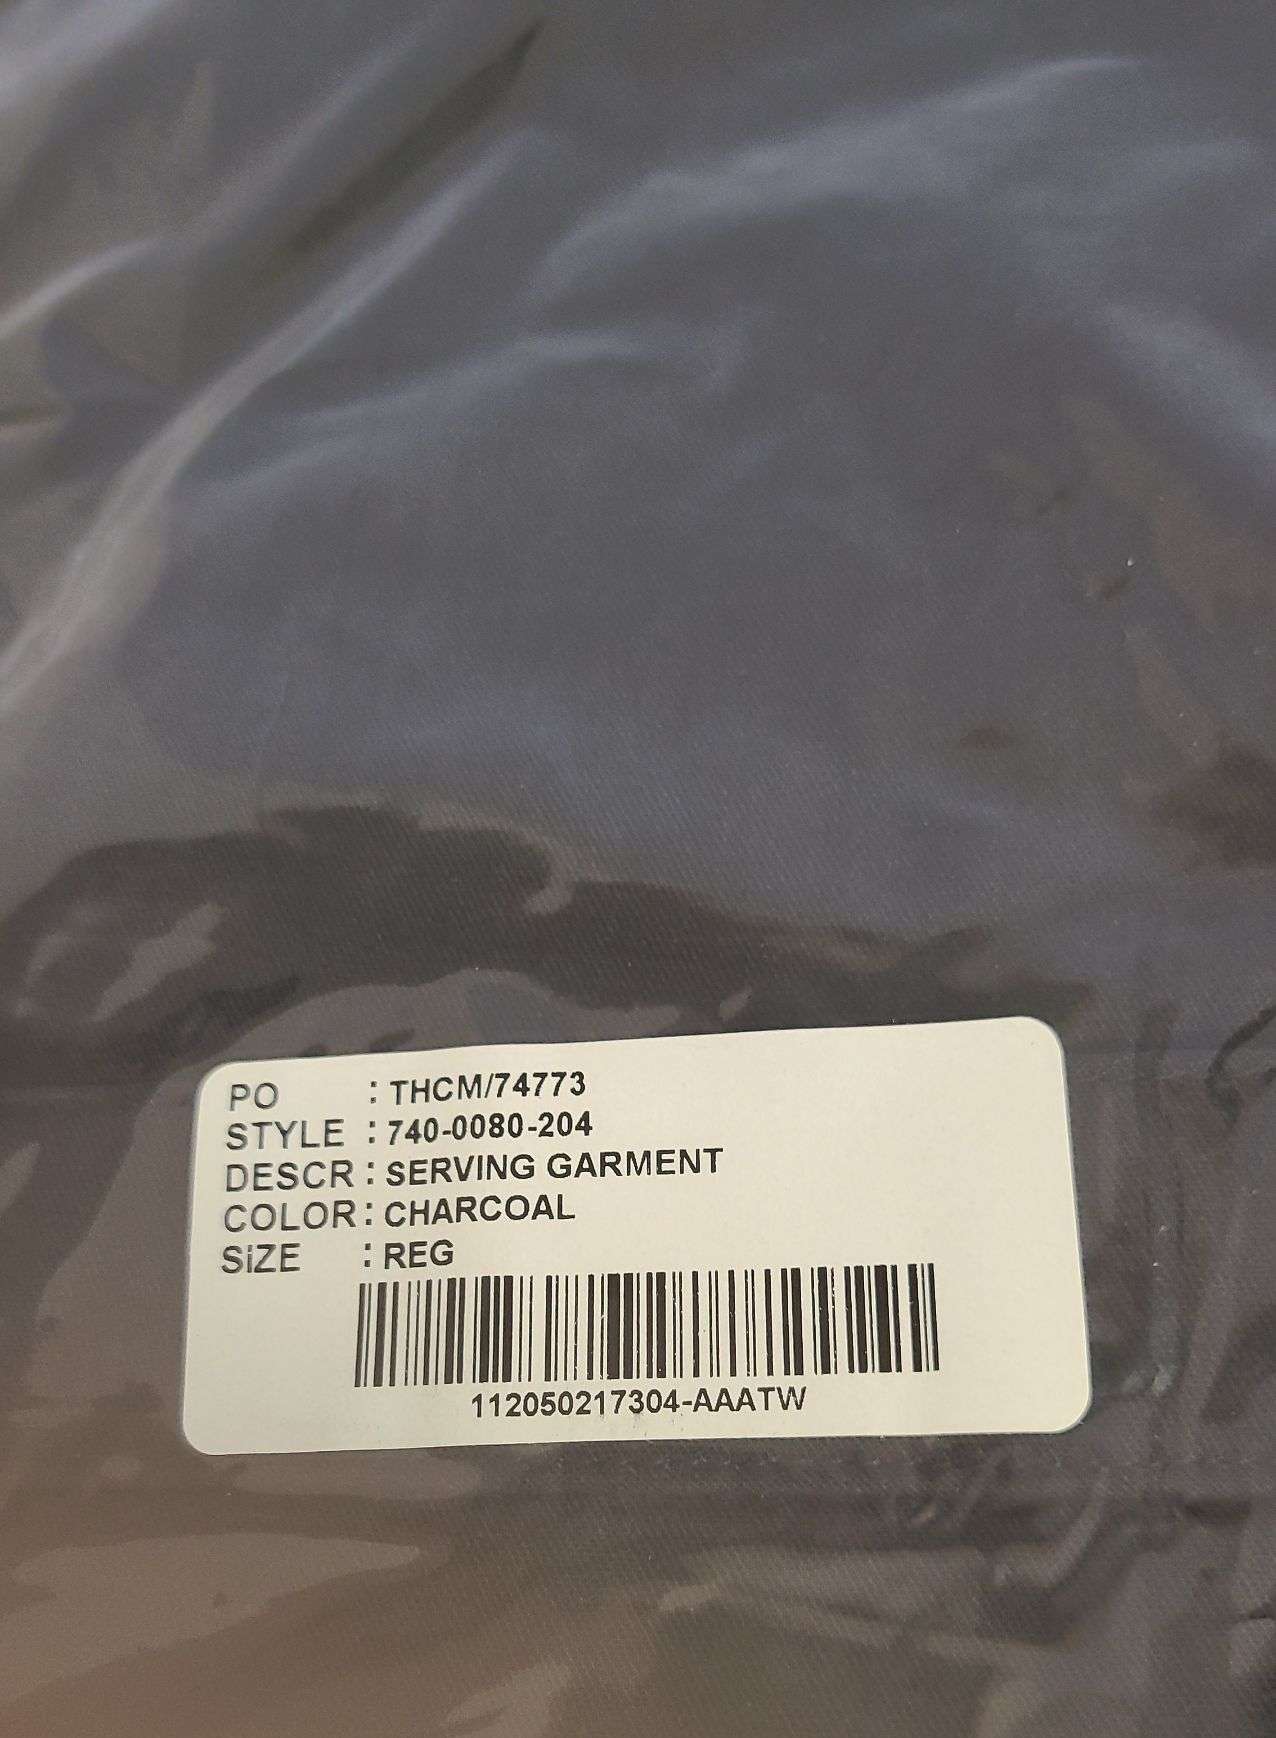 PO : THCM/74773
STYLE : 740-0080-204
DESCR : SERVING GARMENT
COLOR : CHARCOAL
SiZE : REG
112050217304-AAATW